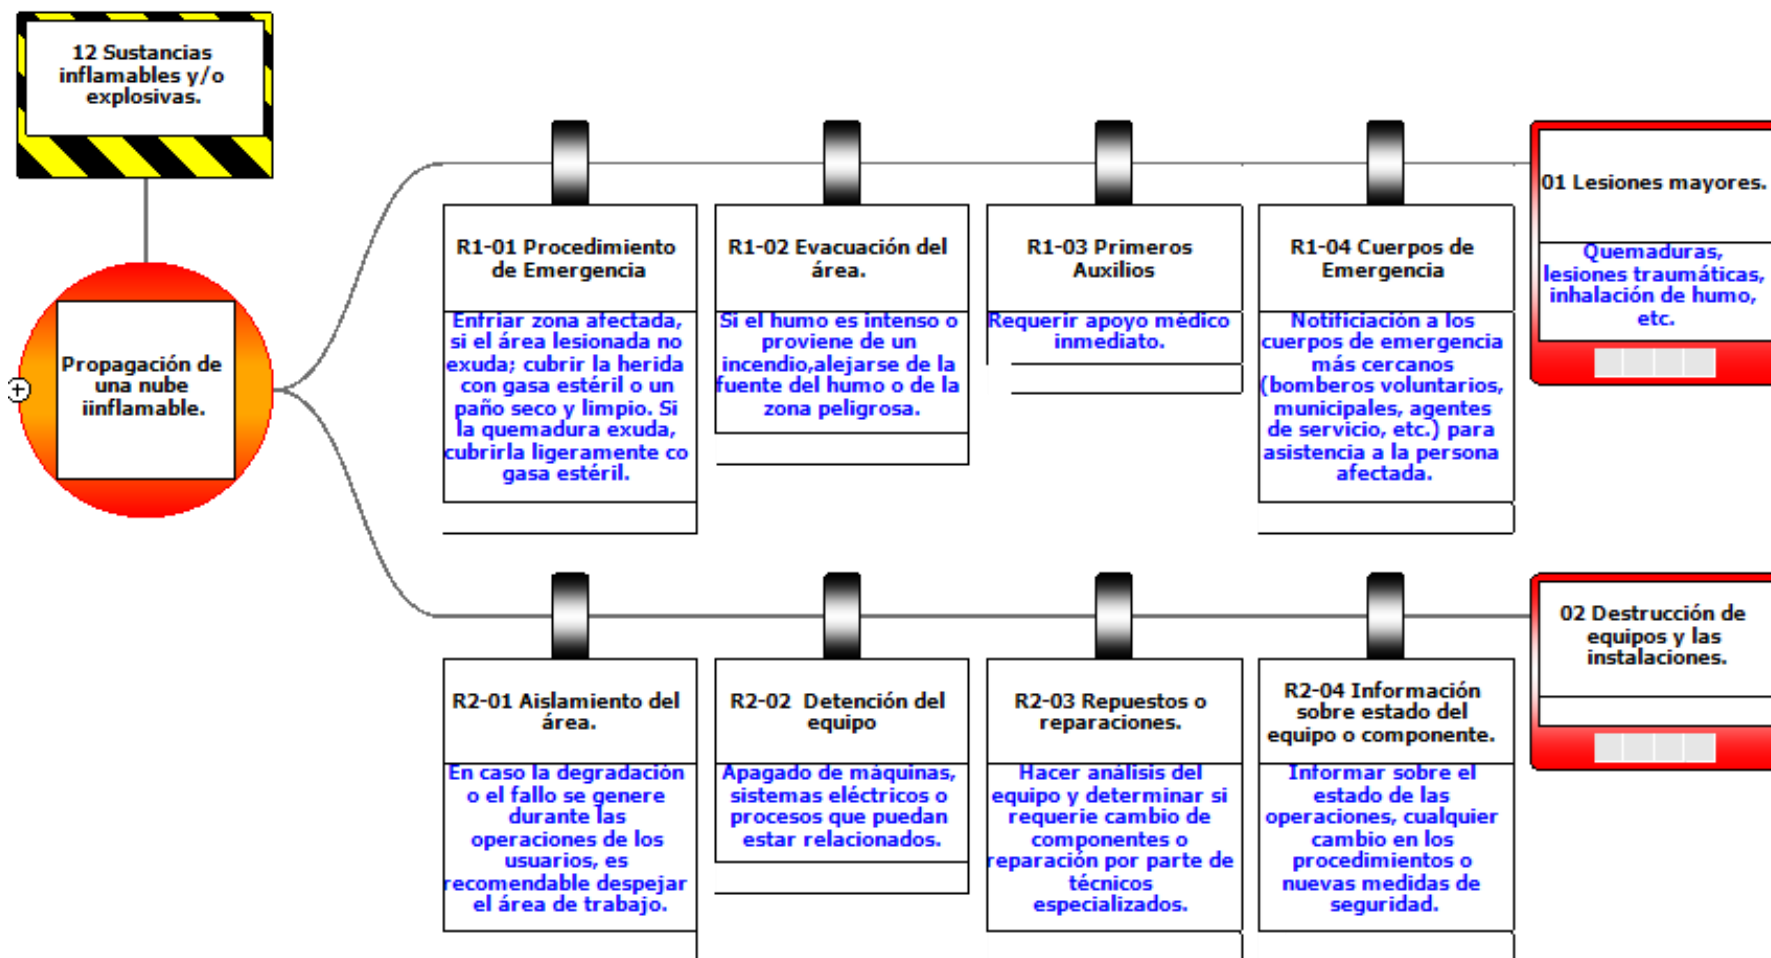 12 Sustancias
inflamables y/o
explosivas.
Propagación de
una nube
iinflamable.
R1-01 Procedimiento
de Emergencia
Enfriar zona afectada,
si el área lesionada no
exuda; cubrir la herida
con gasa estéril o un
paño seco y limpio. Si
la quemadura exuda,
cubrirla ligeramente co
gasa estéril.
R1-02 Evacuación del
área.
Si el humo es intenso o
proviene de un
incendio,alejarse de la
fuente del humo o de la
zona peligrosa.
R1-03 Primeros
Auxilios
Requerir apoyo médico
inmediato.
R1-04 Cuerpos de
Emergencia
Notificiación a los
cuerpos de emergencia
más cercanos
(bomberos voluntarios,
municipales, agentes
de servicio, etc.) para
asistencia a la persona
afectada.
01 Lesiones mayores.
Quemaduras,
lesiones traumáticas,
inhalación de humo,
etc.
R2-01 Aislamiento del
área.
En caso la degradación
o el fallo se genere
durante las
operaciones de los
usuarios, es
recomendable despejar
el área de trabajo.
R2-02 Detención del
equipo
Apagado de máquinas,
sistemas eléctricos o
procesos que puedan
estar relacionados.
R2-03 Repuestos o
reparaciones.
Hacer análisis del
equipo y determinar si
requerie cambio de
componentes o
reparación por parte de
técnicos
especializados.
R2-04 Información
sobre estado del
equipo o componente.
Informar sobre el
estado de las
operaciones, cualquier
cambio en los
procedimientos o
nuevas medidas de
seguridad.
02 Destrucción de
equipos y las
instalaciones.